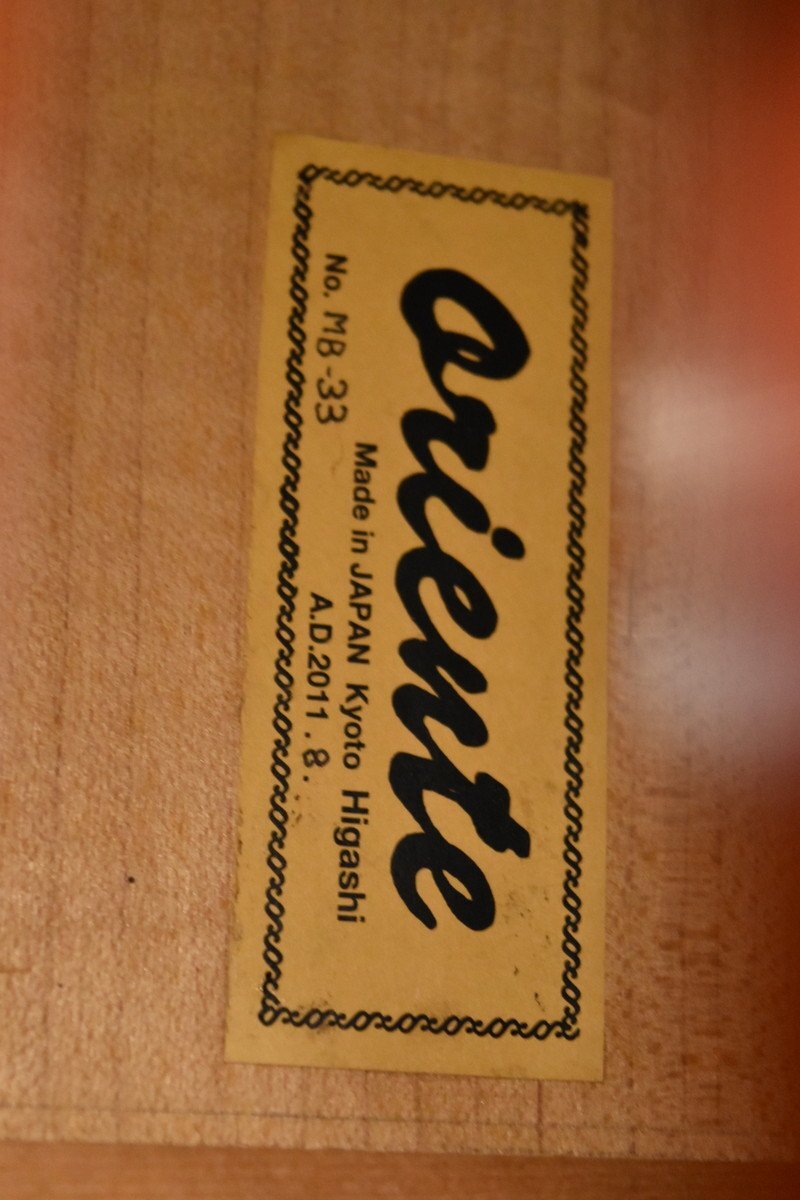 oriente
Made in JAPAN Kyoto Higashi
No. MB-33
A.D.2011.8.